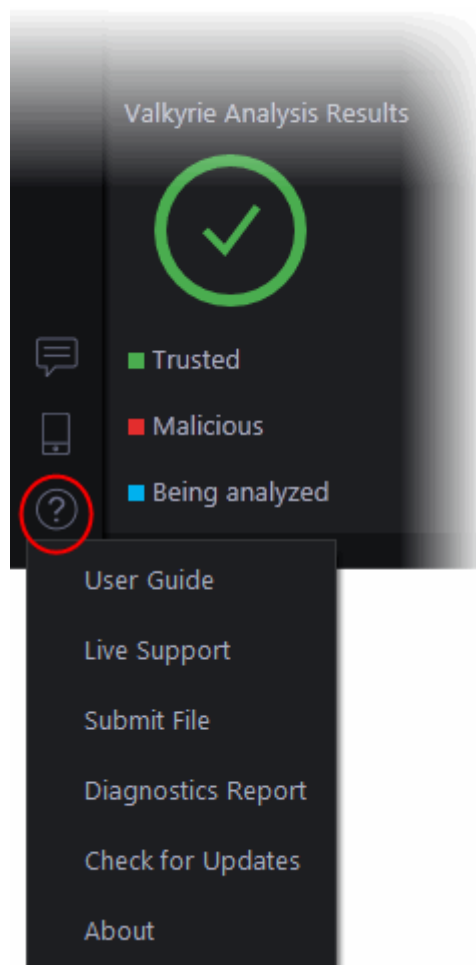 Valkyrie Analysis Results
Trusted
Malicious
Being analyzed
?
User Guide
Live Support
Submit File
Diagnostics Report
Check for Updates
About